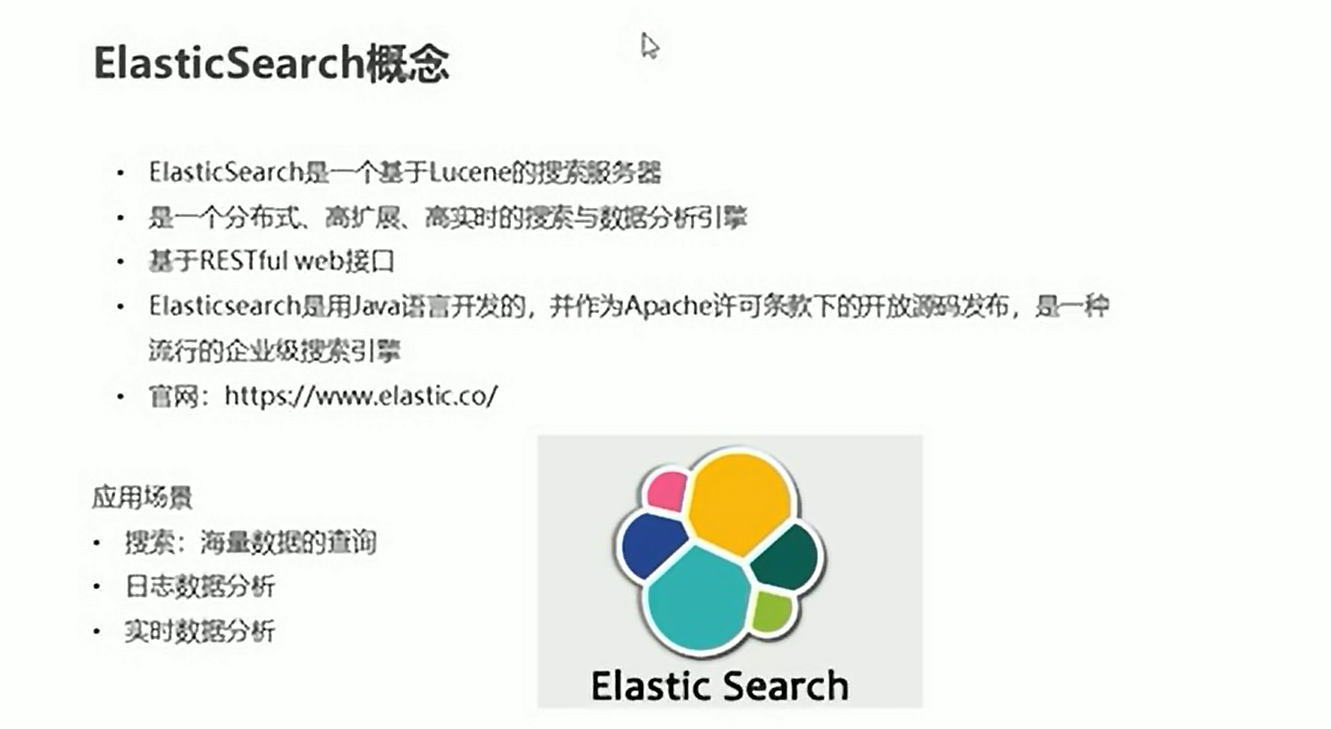 ElasticSearch概念
• ElasticSearch是一个基于Lucene的搜索服务器
• 是一个分布式、高扩展、高实时的搜索与数据分析引擎
• 基于RESTful web接口
• Elasticsearch是用Java语言开发的，并作为Apache许可条款下的开放源码发布，是一种
流行的企业级搜索引擎
• 官网：https://www.elastic.co/
应用场景
• 搜索：海量数据的查询
• 日志数据分析
• 实时数据分析
Elastic Search